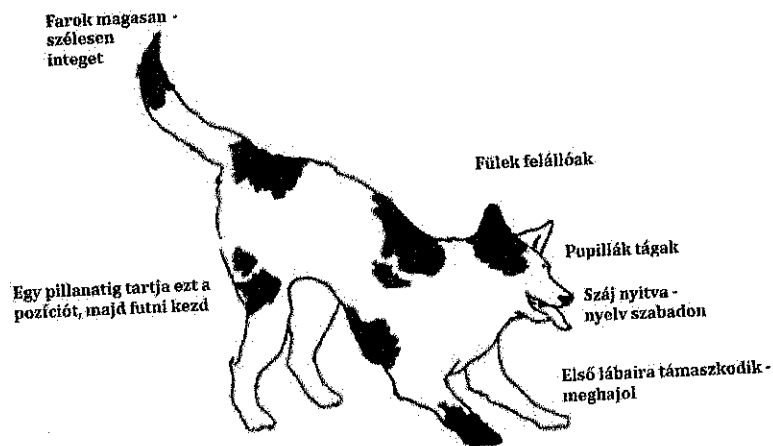 Farok magasan -
szélesen
integet
Fülek felállóak
Pupillák tágak
Egy pillanatig tartja ezt a
pozíciót, majd futni kezd
Száj nyitva -
nyelv szabadon
Első lábaira támaszkodik -
meghajol